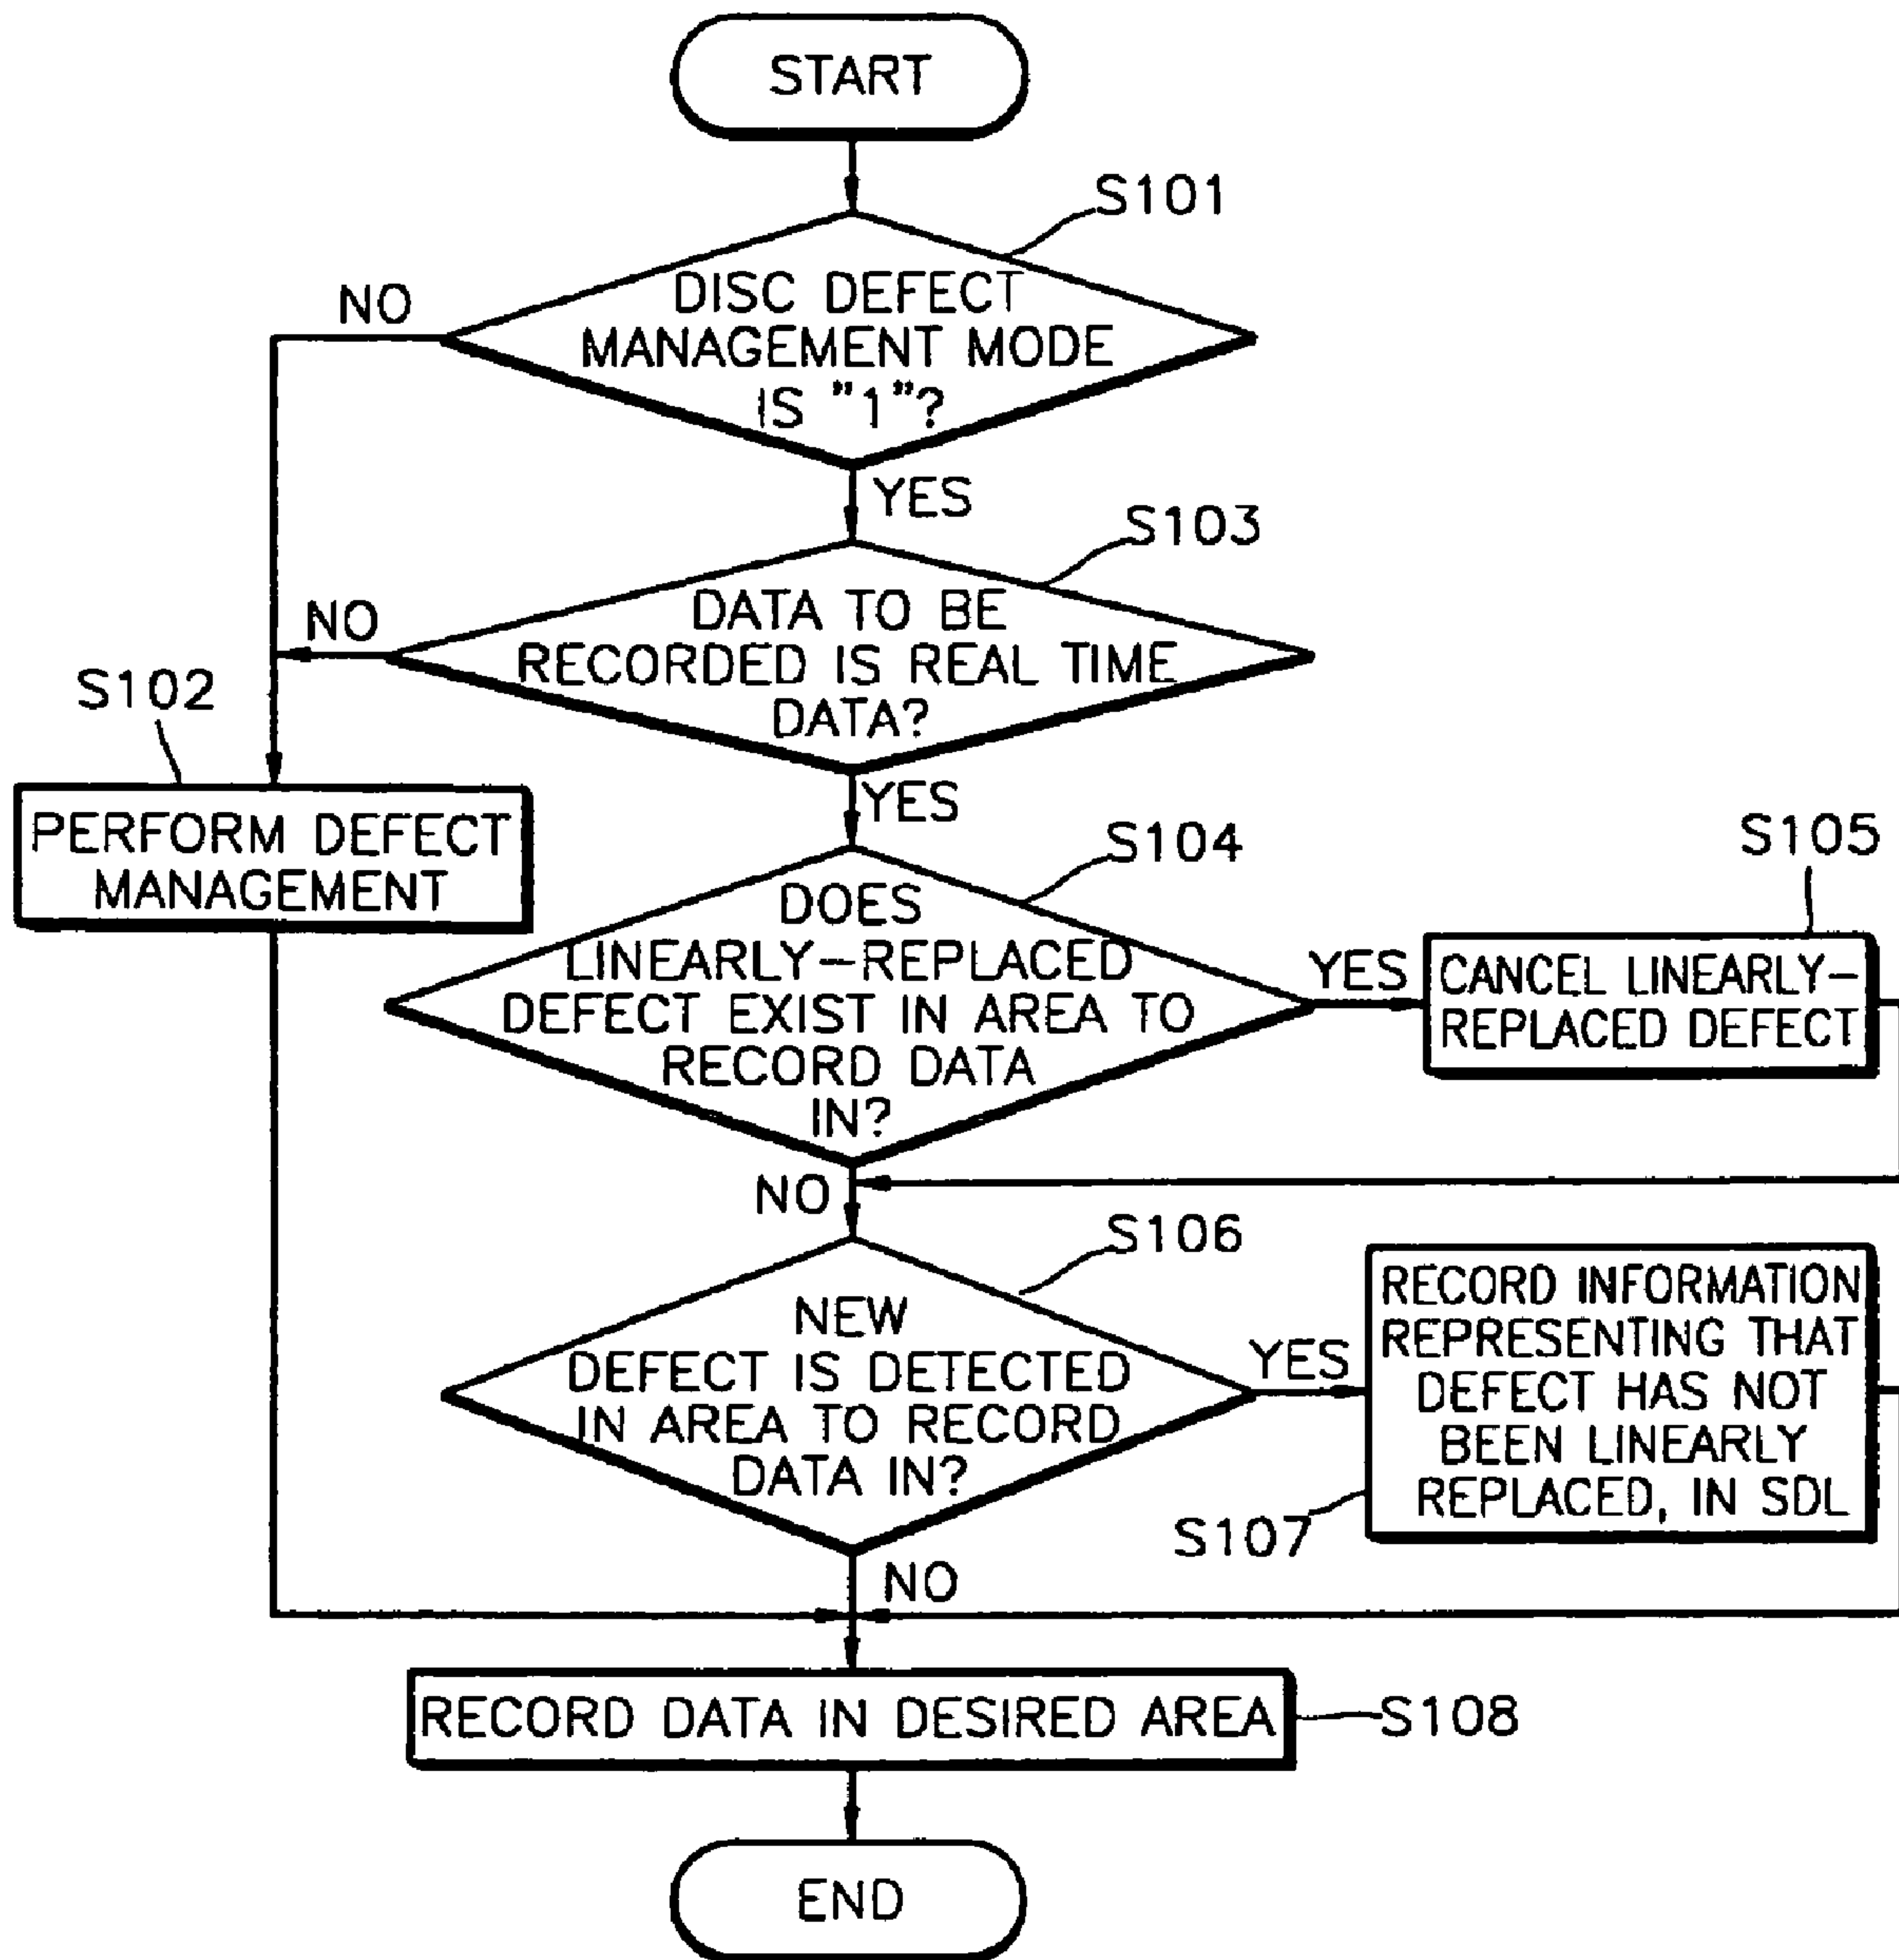 START
S101
DISC DEFECT
MANAGEMENT MODE
IS "1"?
NO
YES
S103
DATA TO BE
RECORDED IS REAL TIME
DATA?
NO
S102
YES
PERFORM DEFECT
MANAGEMENT
S104
DOES
LINEARLY-REPLACED
DEFECT EXIST IN AREA TO
RECORD DATA
IN?
YES
S105
CANCEL LINEARLY-
REPLACED DEFECT
NO
S106
NEW
DEFECT IS DETECTED
IN AREA TO RECORD
DATA IN?
YES
RECORD INFORMATION
REPRESENTING THAT
DEFECT HAS NOT
BEEN LINEARLY
REPLACED, IN SDL
S107
NO
RECORD DATA IN DESIRED AREA
S108
END